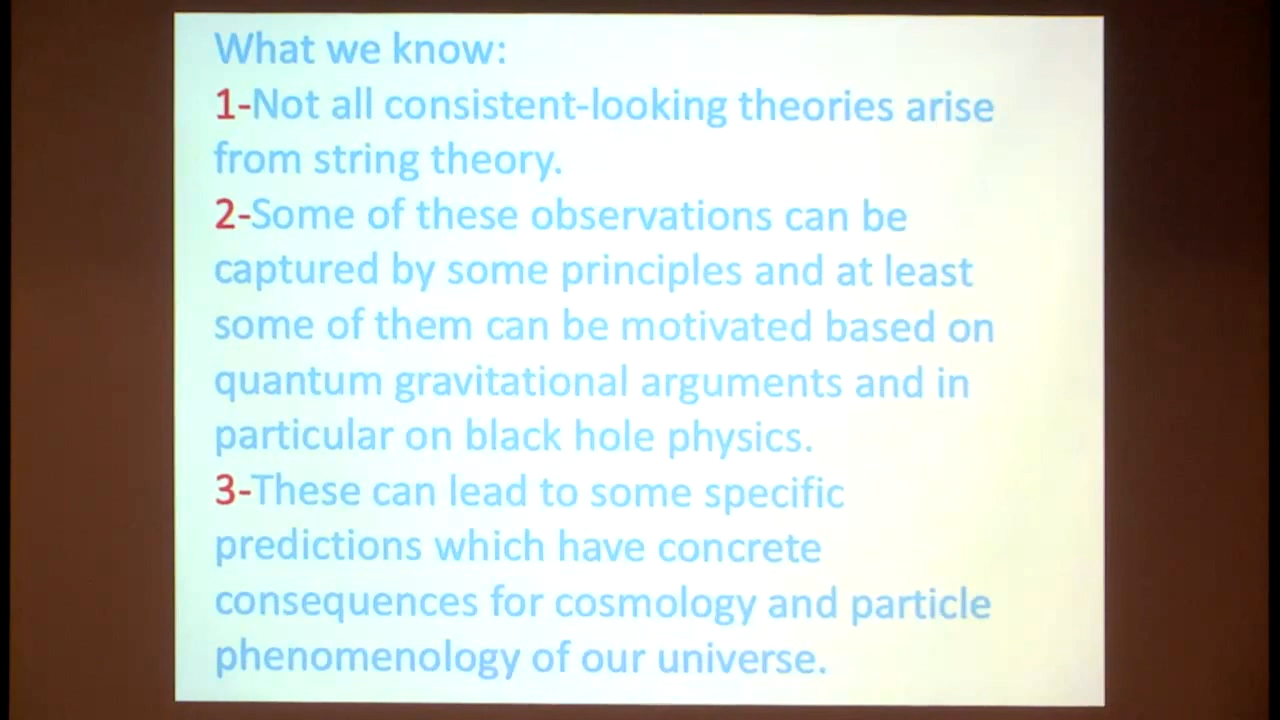 What we know:
1-Not all consistent-looking theories arise
from string theory.
2-Some of these observations can be
captured by some principles and at least
some of them can be motivated based on
quantum gravitational arguments and in
particular on black hole physics.
3-These can lead to some specific
predictions which have concrete
consequences for cosmology and particle
phenomenology of our universe.